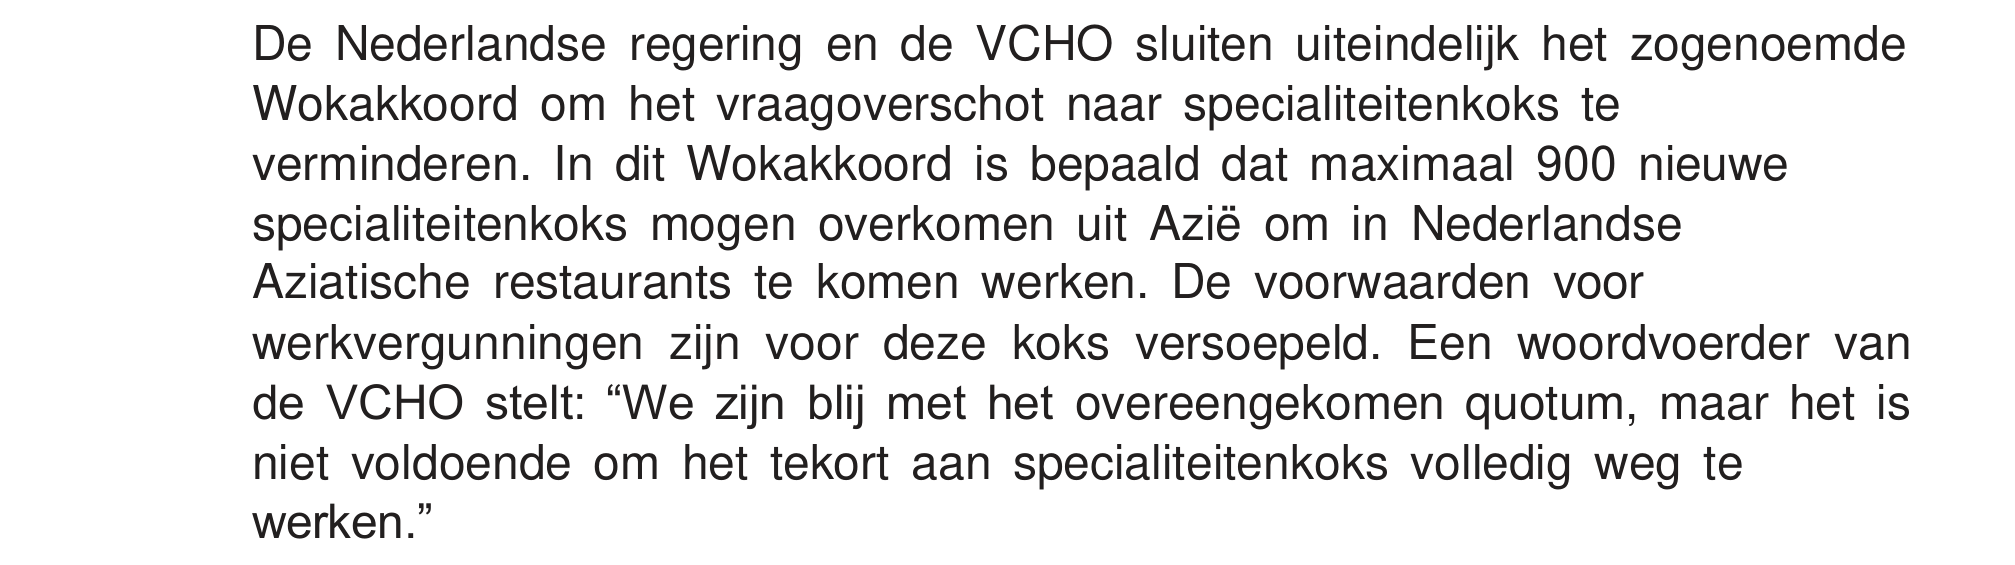 De Nederlandse regering en de VCHO sluiten uiteindelijk het zogenoemde
Wokakkoord om het vraagoverschot naar specialiteitenkoks te
verminderen. In dit Wokakkoord is bepaald dat maximaal 900 nieuwe
specialiteitenkoks mogen overkomen uit Azië om in Nederlandse
Aziatische restaurants te komen werken. De voorwaarden voor
werkvergunningen zijn voor deze koks versoepeld. Een woordvoerder van
de VCHO stelt: “We zijn blij met het overeengekomen quotum, maar het is
niet voldoende om het tekort aan specialiteitenkoks volledig weg te
werken.”